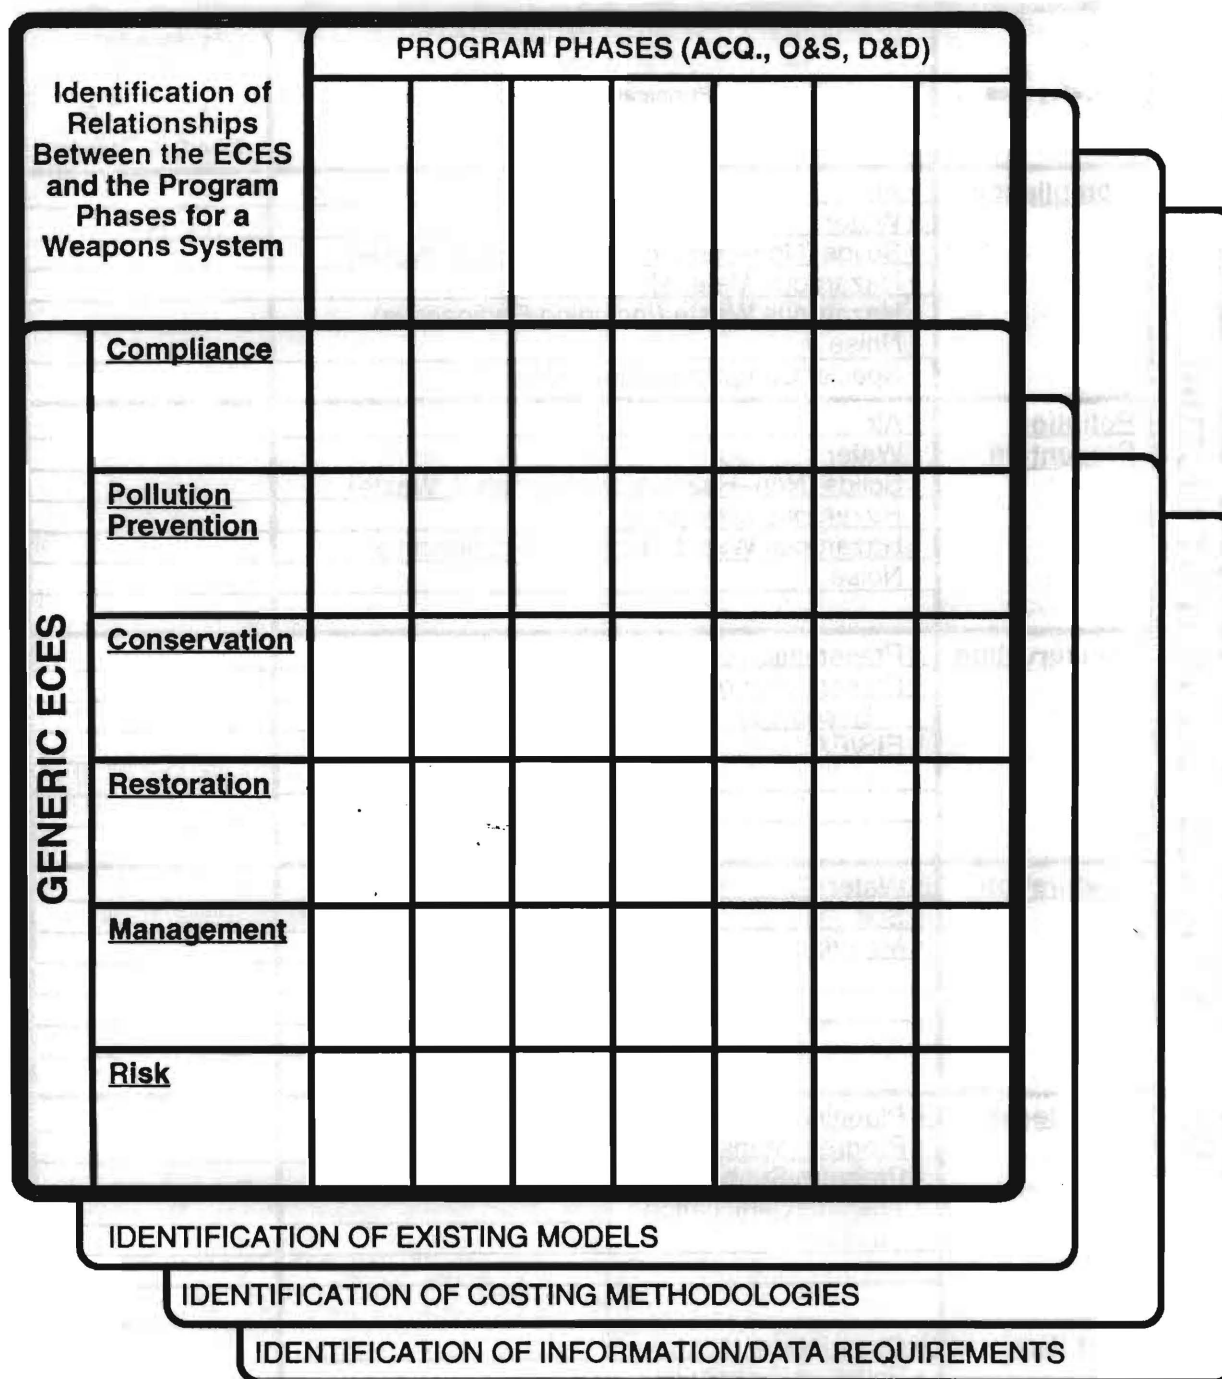 PROGRAM PHASES (ACQ., O&S, D&D)
Identification of
Relationships
Between the ECES
and the Program
Phases for a
Weapons System
GENERIC ECES
Compliance
Pollution
Prevention
Conservation
Restoration
Management
Risk
IDENTIFICATION OF EXISTING MODELS
IDENTIFICATION OF COSTING METHODOLOGIES
IDENTIFICATION OF INFORMATION/DATA REQUIREMENTS